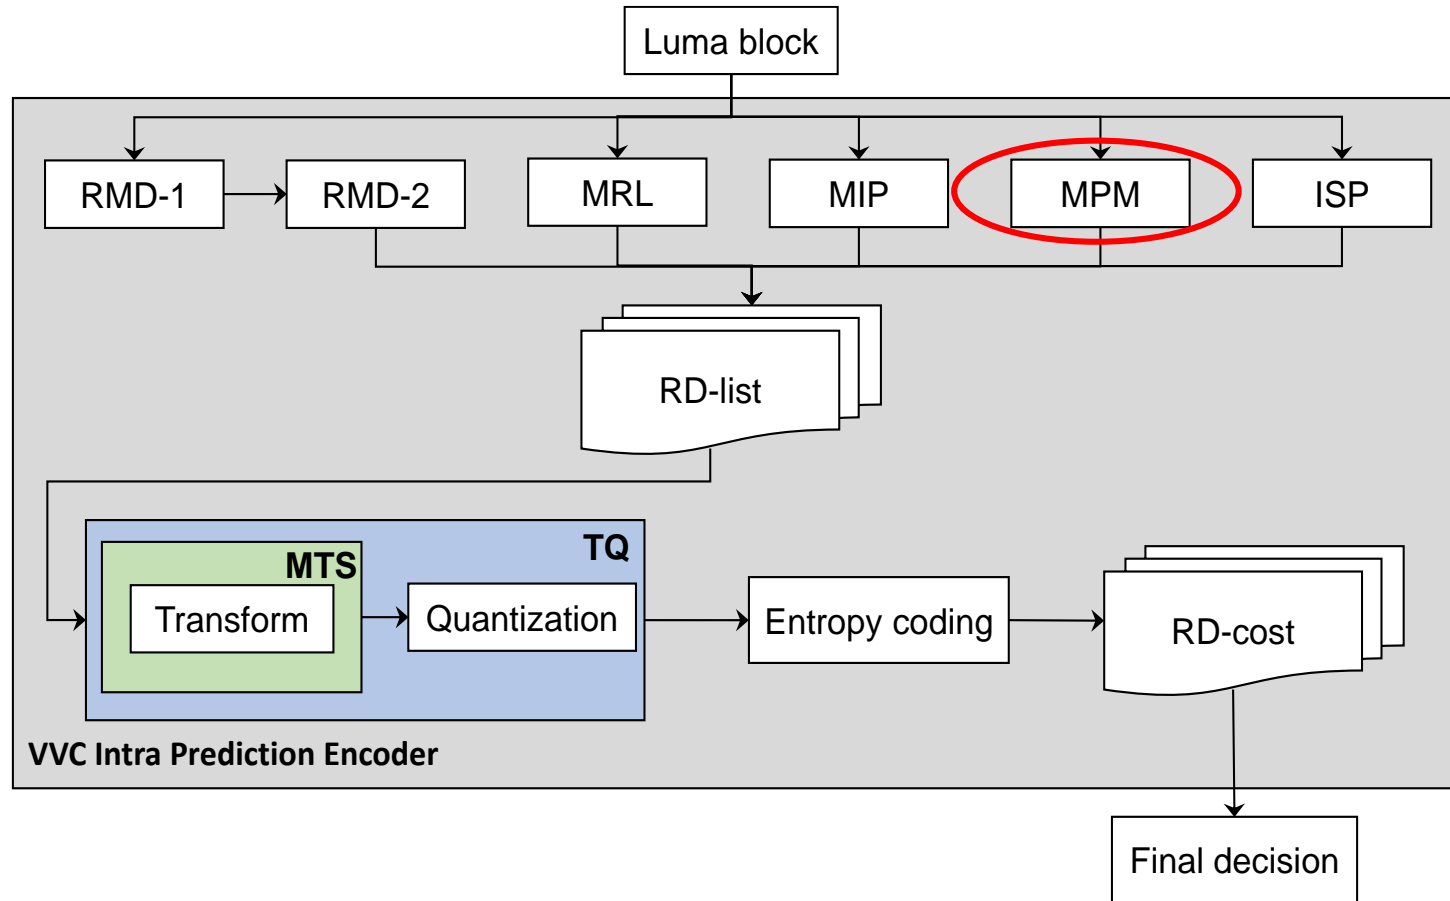 Luma block
RMD-1
RMD-2
MRL
MIP
MPM
ISP
RD-list
TQ
MTS
Transform
Quantization
Entropy coding
RD-cost
VVC Intra Prediction Encoder
Final decision